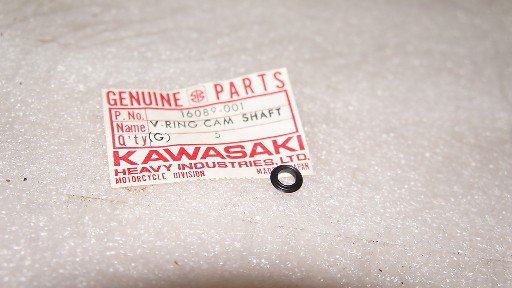 GENUINE PARTS
P. No. 16089-001
Name V-RING CAM SHAFT
Q'ty (G) 5
KAWASAKI
HEAVY INDUSTRIES, LTD.
MOTORCYCLE DIVISION